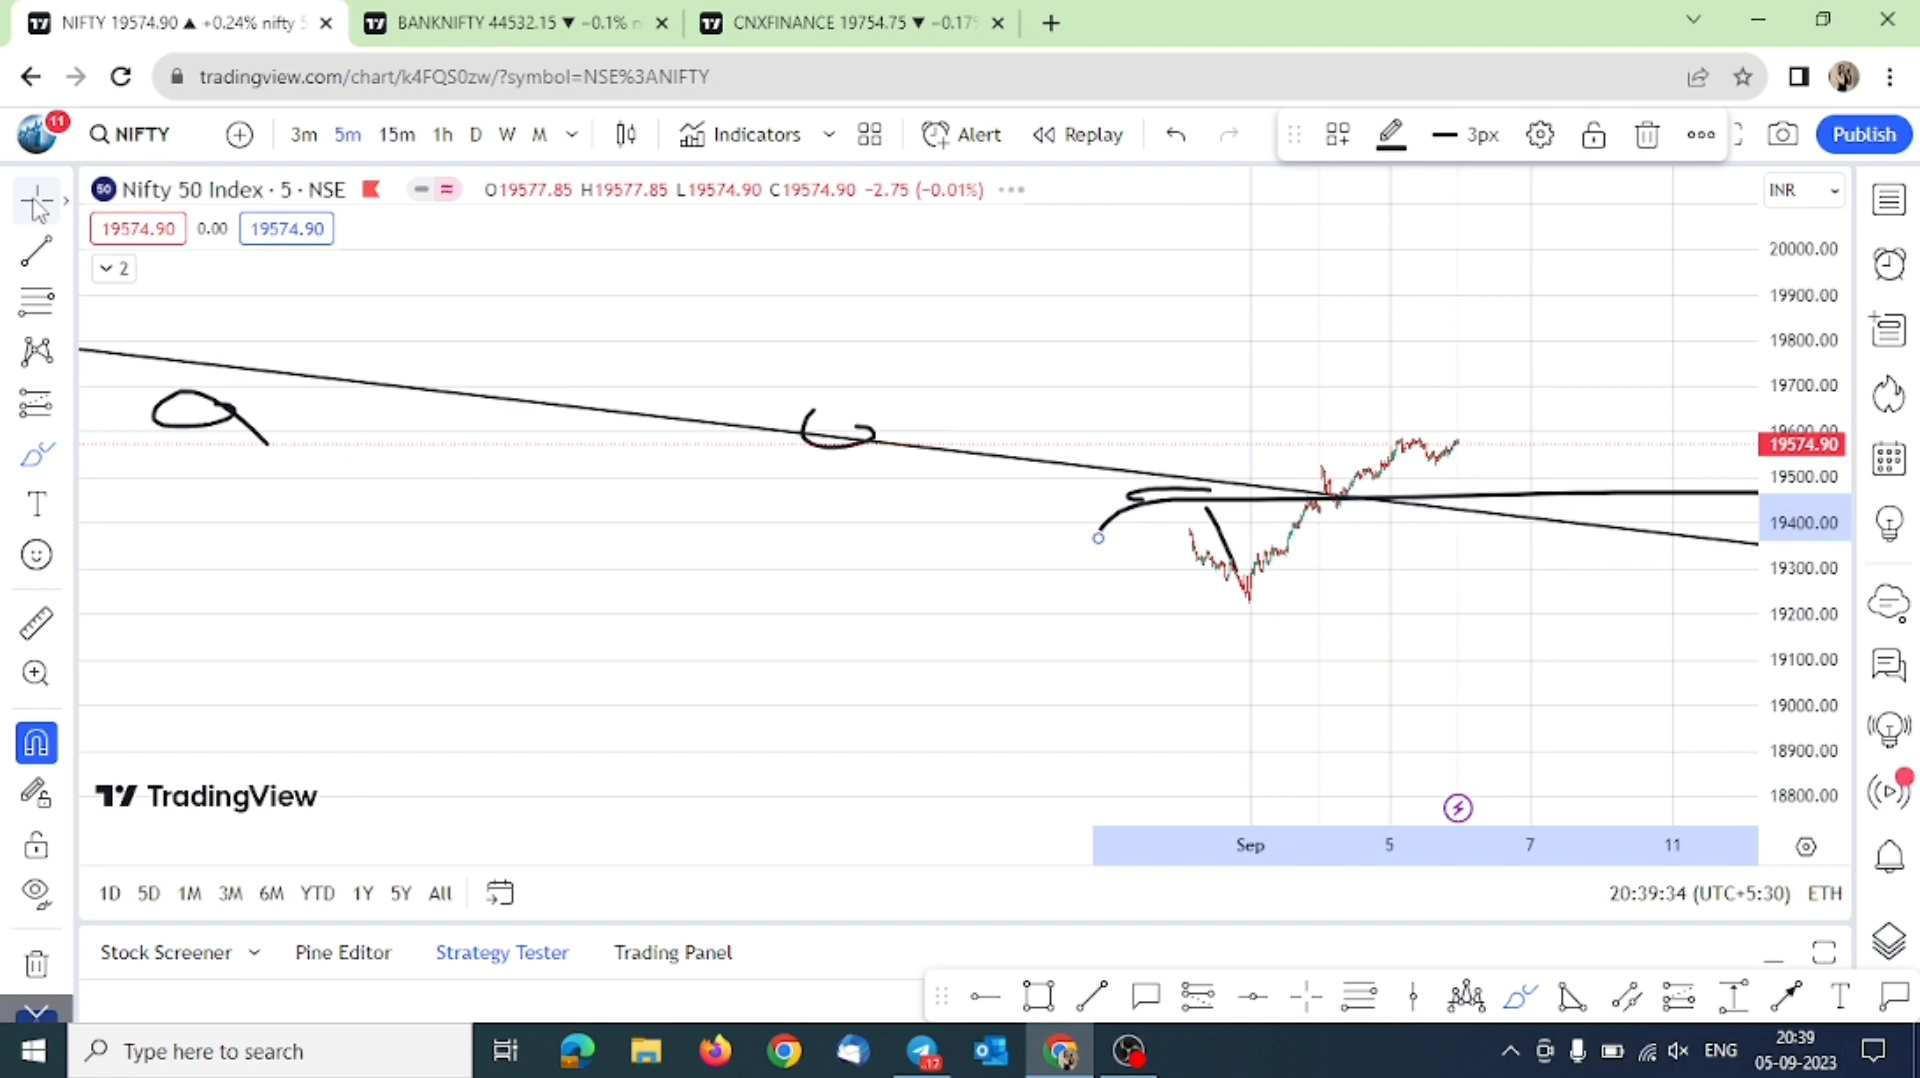 NIFTY 19574.90 ▲ +0.24% nifty 5
BANKNIFTY 44532.15 ▼ −0.1% n
CNXFINANCE 19754.75 ▼ −0.17%
tradingview.com/chart/k4FQS0zw/?symbol=NSE%3ANIFTY
11
NIFTY 3m 5m 15m 1h D W M Indicators Alert Replay 3px Publish
50 Nifty 50 Index · 5 · NSE O19577.85 H19577.85 L19574.90 C19574.90 −2.75 (−0.01%) INR
19574.90 0.00 19574.90
2
20000.00
19900.00
19800.00
19700.00
19600.00
19574.90
19500.00
19400.00
19300.00
19200.00
19100.00
19000.00
18900.00
18800.00
TradingView
Sep 5 7 11
1D 5D 1M 3M 6M YTD 1Y 5Y All 20:39:34 (UTC+5:30) ETH
Stock Screener Pine Editor Strategy Tester Trading Panel
Type here to search
17
ENG
20:39
05-09-2023